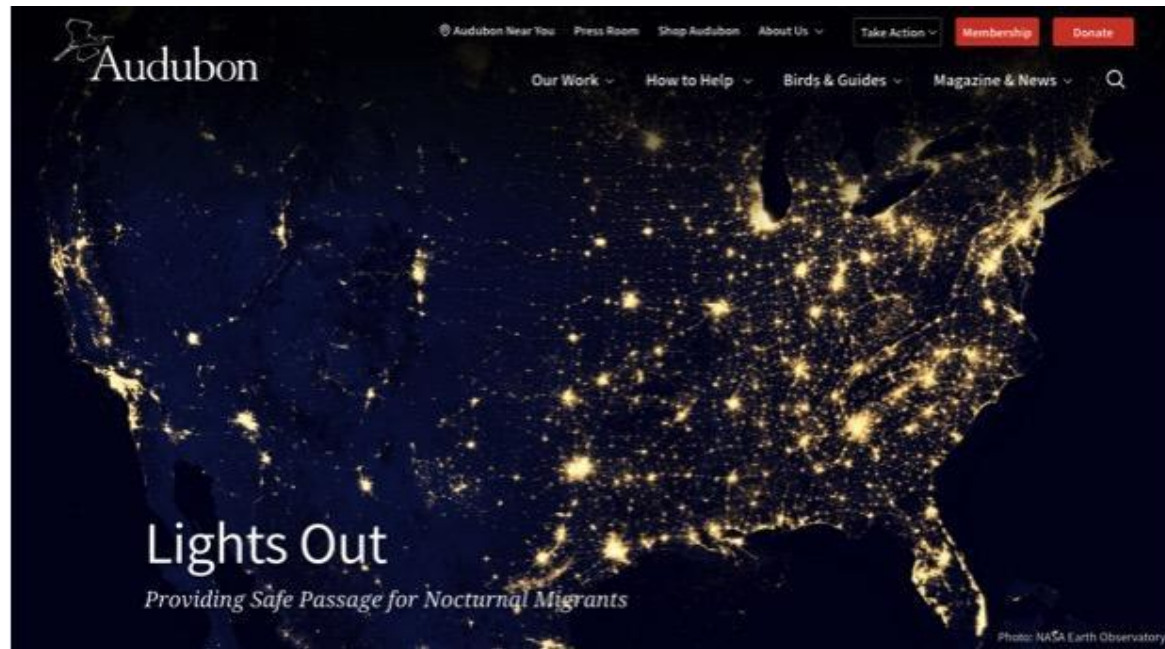 Audubon Near You Press Room Shop Audubon About Us Take Action Membership Donate
Audubon
Our Work How to Help Birds & Guides Magazine & News
Lights Out
Providing Safe Passage for Nocturnal Migrants
Photo: NASA Earth Observatory